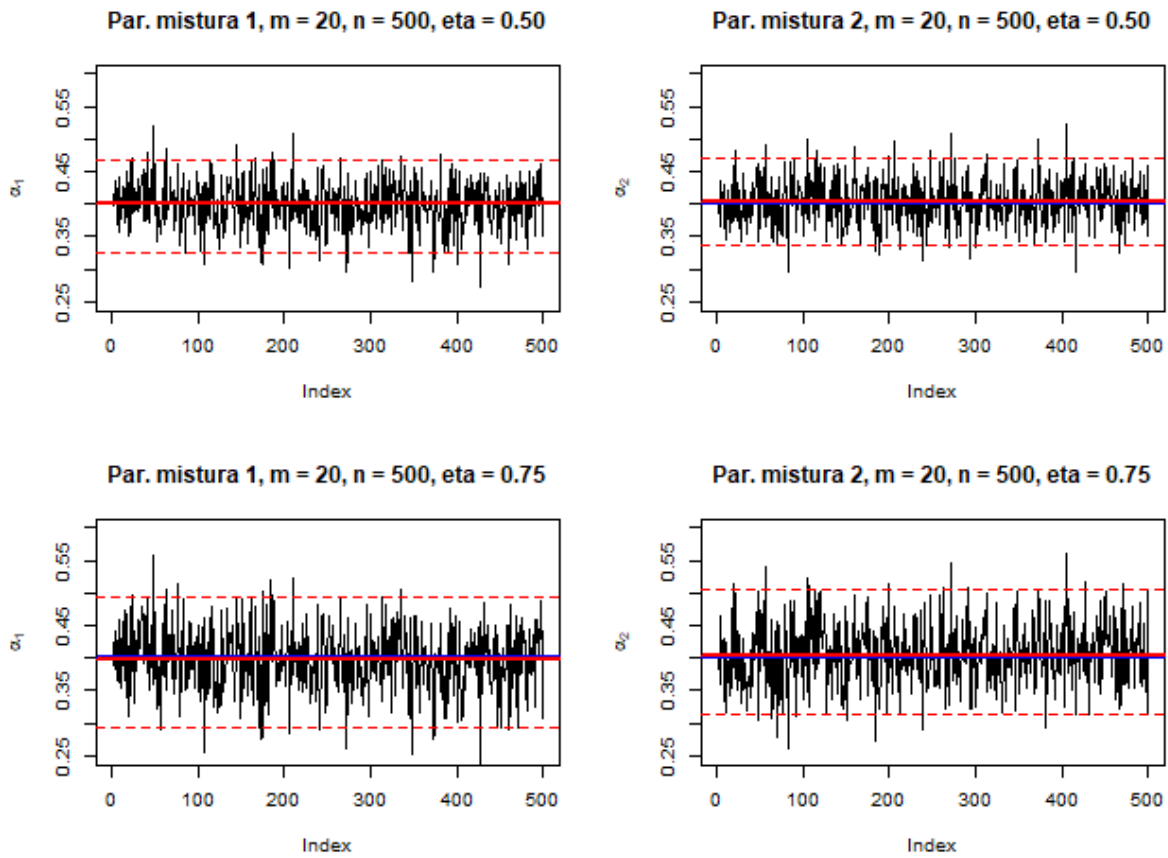 Par. mistura 1, m = 20, n = 500, eta = 0.50
α1
0.25 0.35 0.45 0.55
0 100 200 300 400 500
Index
Par. mistura 2, m = 20, n = 500, eta = 0.50
α2
0.25 0.35 0.45 0.55
0 100 200 300 400 500
Index
Par. mistura 1, m = 20, n = 500, eta = 0.75
α1
0.25 0.35 0.45 0.55
0 100 200 300 400 500
Index
Par. mistura 2, m = 20, n = 500, eta = 0.75
α2
0.25 0.35 0.45 0.55
0 100 200 300 400 500
Index